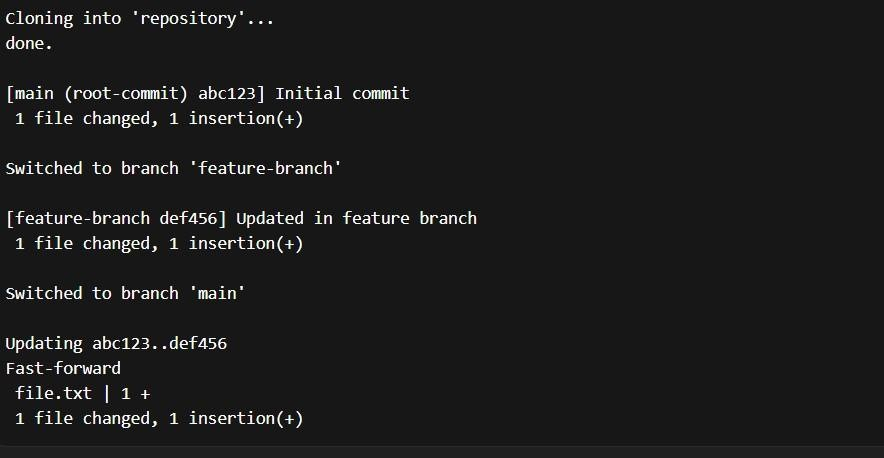 Cloning into 'repository'...
done.
[main (root-commit) abc123] Initial commit
1 file changed, 1 insertion(+)
Switched to branch 'feature-branch'
[feature-branch def456] Updated in feature branch
1 file changed, 1 insertion(+)
Switched to branch 'main'
Updating abc123..def456
Fast-forward
file.txt | 1 +
1 file changed, 1 insertion(+)